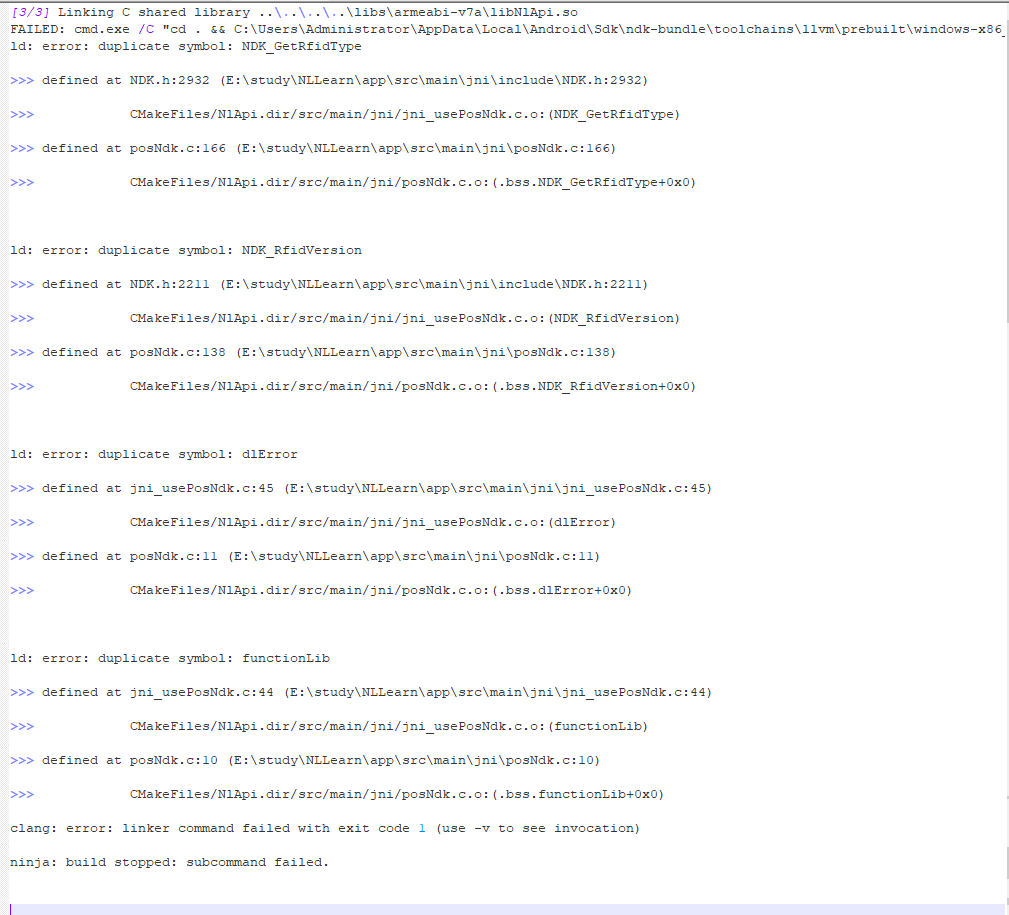 [3/3] Linking C shared library ..\..\..\..\libs\armeabi-v7a\libNlApi.so
FAILED: cmd.exe /C "cd . && C:\Users\Administrator\AppData\Local\Android\Sdk\ndk-bundle\toolchains\llvm\prebuilt\windows-x86_
ld: error: duplicate symbol: NDK_GetRfidType
>>> defined at NDK.h:2932 (E:\study\NLLearn\app\src\main\jni\include\NDK.h:2932)
>>> CMakeFiles/NlApi.dir/src/main/jni/jni_usePosNdk.c.o:(NDK_GetRfidType)
>>> defined at posNdk.c:166 (E:\study\NLLearn\app\src\main\jni\posNdk.c:166)
>>> CMakeFiles/NlApi.dir/src/main/jni/posNdk.c.o:(.bss.NDK_GetRfidType+0x0)
ld: error: duplicate symbol: NDK_RfidVersion
>>> defined at NDK.h:2211 (E:\study\NLLearn\app\src\main\jni\include\NDK.h:2211)
>>> CMakeFiles/NlApi.dir/src/main/jni/jni_usePosNdk.c.o:(NDK_RfidVersion)
>>> defined at posNdk.c:138 (E:\study\NLLearn\app\src\main\jni\posNdk.c:138)
>>> CMakeFiles/NlApi.dir/src/main/jni/posNdk.c.o:(.bss.NDK_RfidVersion+0x0)
ld: error: duplicate symbol: dlError
>>> defined at jni_usePosNdk.c:45 (E:\study\NLLearn\app\src\main\jni\jni_usePosNdk.c:45)
>>> CMakeFiles/NlApi.dir/src/main/jni/jni_usePosNdk.c.o:(dlError)
>>> defined at posNdk.c:11 (E:\study\NLLearn\app\src\main\jni\posNdk.c:11)
>>> CMakeFiles/NlApi.dir/src/main/jni/posNdk.c.o:(.bss.dlError+0x0)
ld: error: duplicate symbol: functionLib
>>> defined at jni_usePosNdk.c:44 (E:\study\NLLearn\app\src\main\jni\jni_usePosNdk.c:44)
>>> CMakeFiles/NlApi.dir/src/main/jni/jni_usePosNdk.c.o:(functionLib)
>>> defined at posNdk.c:10 (E:\study\NLLearn\app\src\main\jni\posNdk.c:10)
>>> CMakeFiles/NlApi.dir/src/main/jni/posNdk.c.o:(.bss.functionLib+0x0)
clang: error: linker command failed with exit code 1 (use -v to see invocation)
ninja: build stopped: subcommand failed.